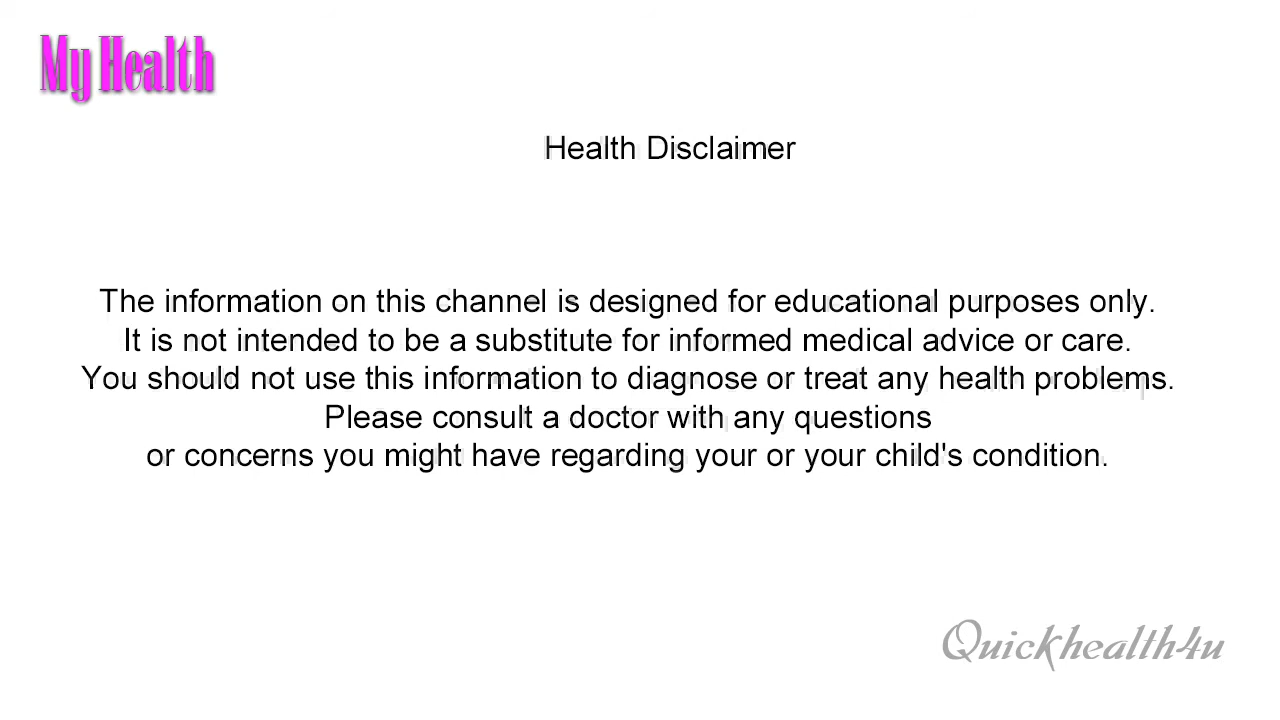 My Health
Health Disclaimer
The information on this channel is designed for educational purposes only.
It is not intended to be a substitute for informed medical advice or care.
You should not use this information to diagnose or treat any health problems.
Please consult a doctor with any questions
or concerns you might have regarding your or your child's condition.
Quickhealth4u